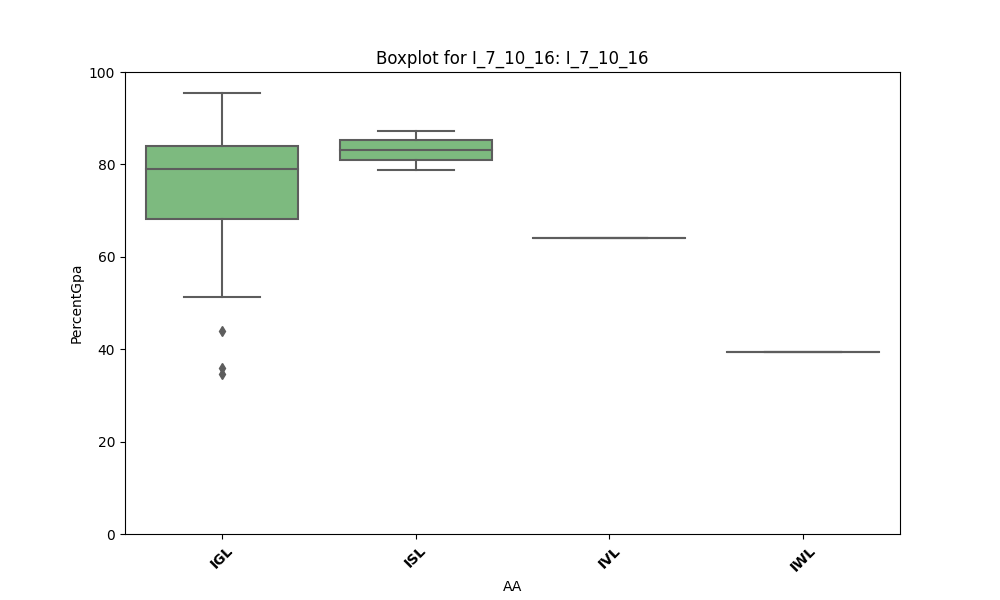 Boxplot for I_7_10_16: I_7_10_16
100
80
60
40
20
0
PercentGpa
IGL
ISL
IVL
IWL
AA